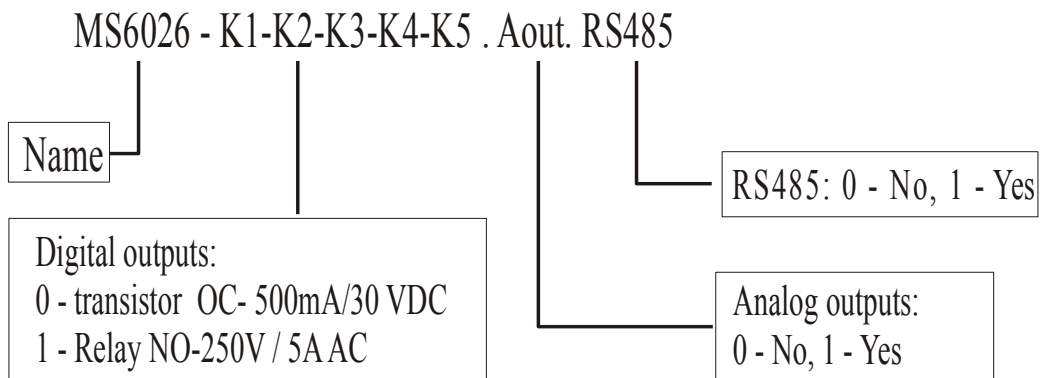 MS6026 - K1-K2-K3-K4-K5 . Aout. RS485
Name
RS485: 0 - No, 1 - Yes
Digital outputs:
0 - transistor OC- 500mA/30 VDC
1 - Relay NO-250V / 5A AC
Analog outputs:
0 - No, 1 - Yes